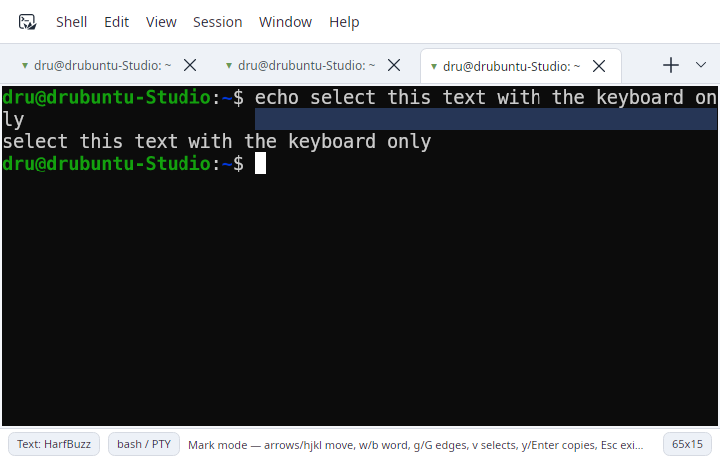 Shell Edit View Session Window Help
dru@drubuntu-Studio: ~ dru@drubuntu-Studio: ~ dru@drubuntu-Studio: ~
dru@drubuntu-Studio:~$ echo select this text with the keyboard on
ly
select this text with the keyboard only
dru@drubuntu-Studio:~$
Text: HarfBuzz bash / PTY Mark mode — arrows/hjkl move, w/b word, g/G edges, v selects, y/Enter copies, Esc exi... 65x15